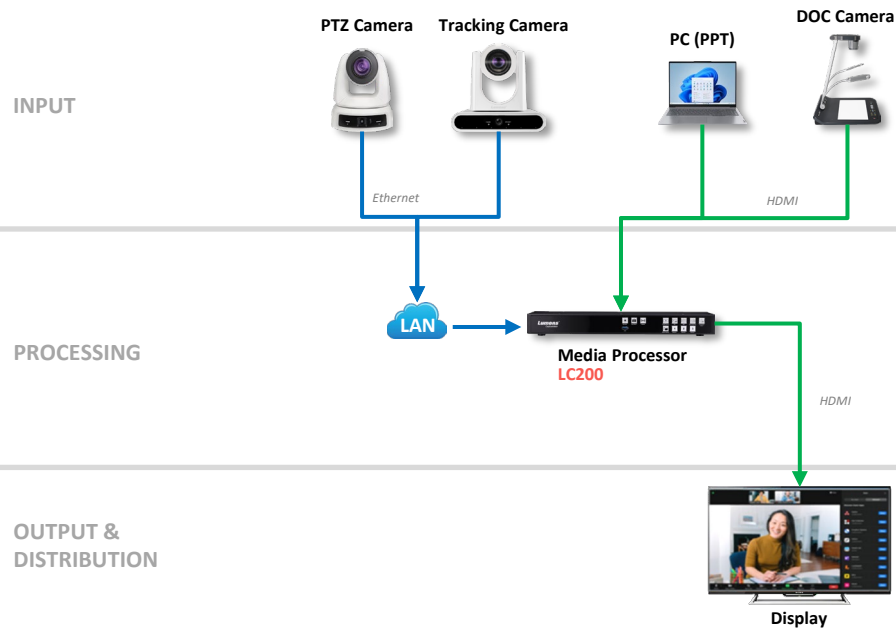 PTZ Camera
Tracking Camera
PC (PPT)
DOC Camera
INPUT
Ethernet
HDMI
LAN
Lumens
PROCESSING
Media Processor
LC200
HDMI
OUTPUT &
DISTRIBUTION
Display